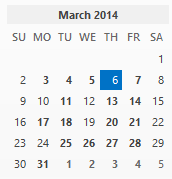 March 2014
SU MO TU WE TH FR SA
1
2 3 4 5 6 7 8
9 10 11 12 13 14 15
16 17 18 19 20 21 22
23 24 25 26 27 28 29
30 31 1 2 3 4 5